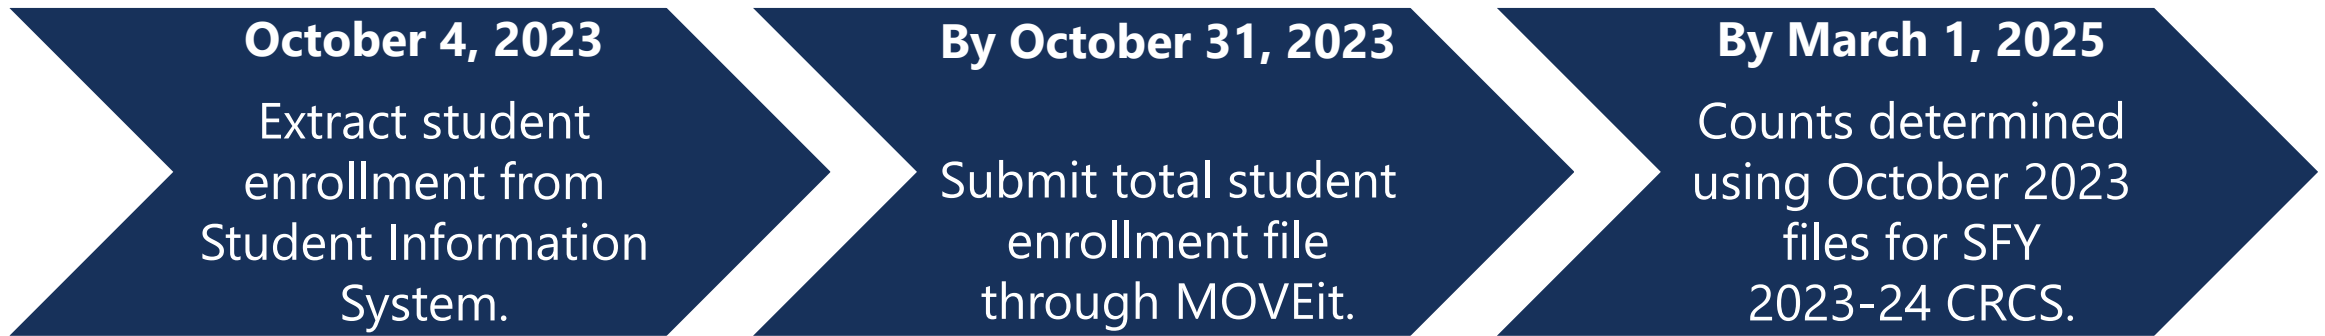 October 4, 2023
Extract student
enrollment from
Student Information
System.
By October 31, 2023
Submit total student
enrollment file
through MOVEit.
By March 1, 2025
Counts determined
using October 2023
files for SFY
2023-24 CRCS.